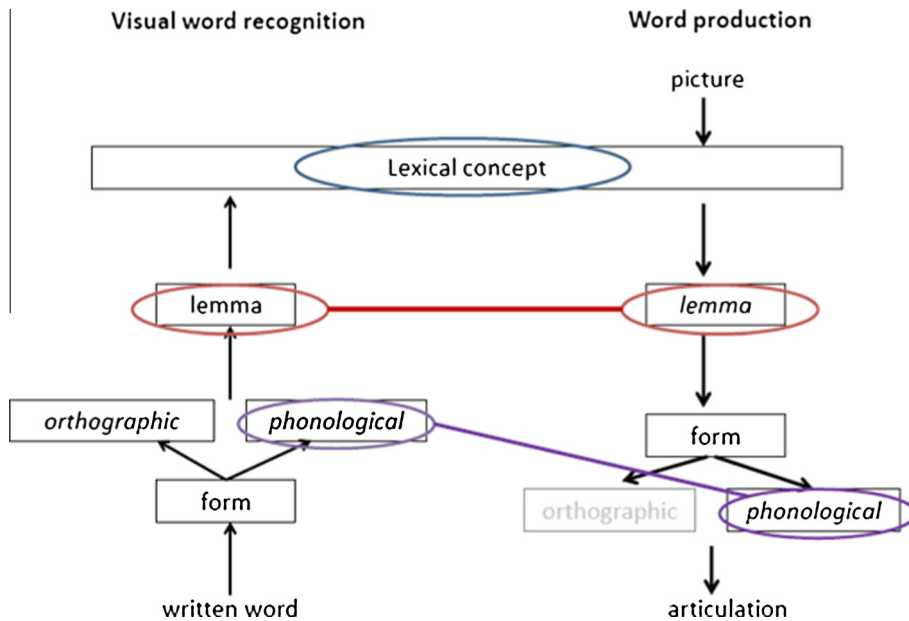 Visual word recognition
Word production
picture
Lexical concept
lemma
lemma
orthographic
phonological
form
form
orthographic
phonological
written word
articulation